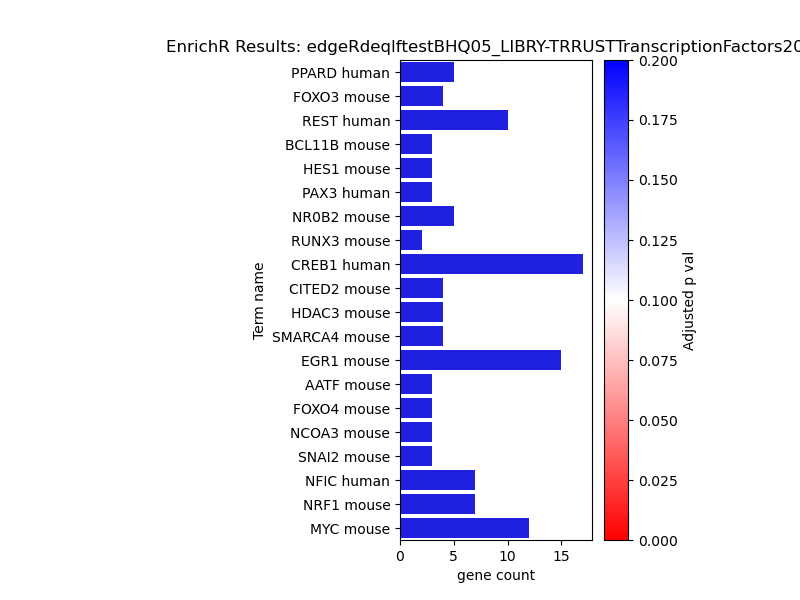 EnrichR Results: edgeRdeqlftestBHQ05_LIBRY-TRRUSTTranscriptionFactors20
PPARD human
FOXO3 mouse
REST human
BCL11B mouse
HES1 mouse
PAX3 human
NR0B2 mouse
RUNX3 mouse
CREB1 human
CITED2 mouse
HDAC3 mouse
SMARCA4 mouse
EGR1 mouse
AATF mouse
FOXO4 mouse
NCOA3 mouse
SNAI2 mouse
NFIC human
NRF1 mouse
MYC mouse
Term name
0 5 10 15
gene count
0.200
0.175
0.150
0.125
0.100
0.075
0.050
0.025
0.000
Adjusted p val